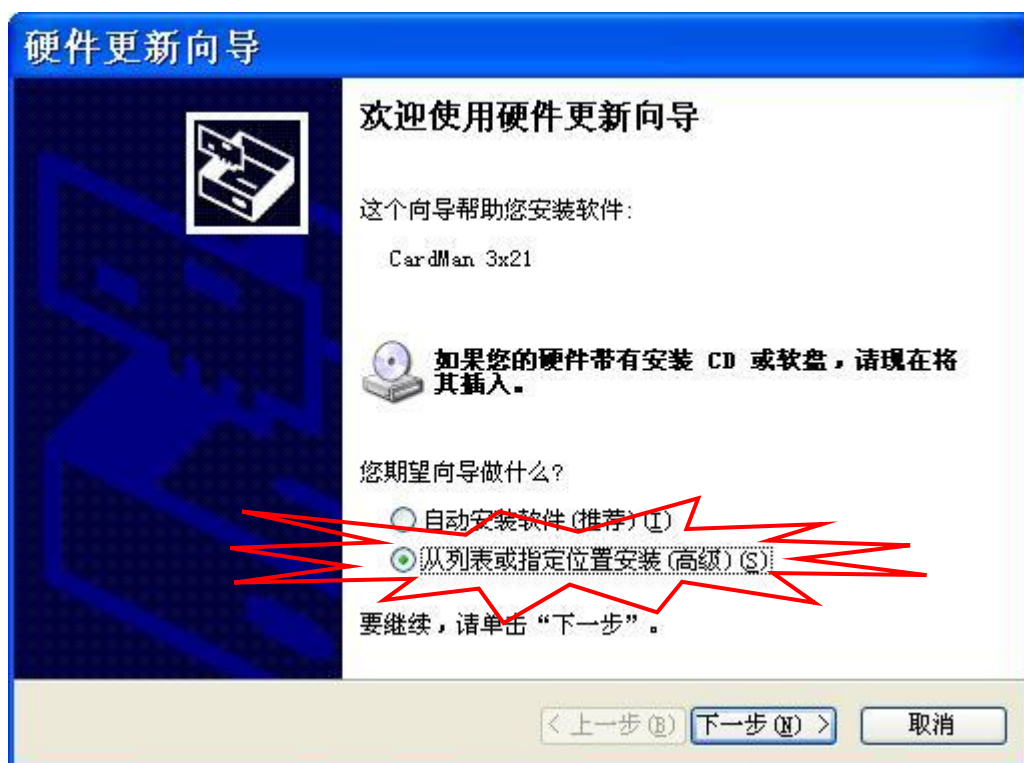 硬件更新向导
欢迎使用硬件更新向导
这个向导帮助您安装软件:
CardMan 3x21
如果您的硬件带有安装 CD 或软盘，请现在将
其插入。
您期望向导做什么?
自动安装软件(推荐)(I)
从列表或指定位置安装(高级)(S)
要继续，请单击“下一步”。
< 上一步(B)
下一步(N) >
取消